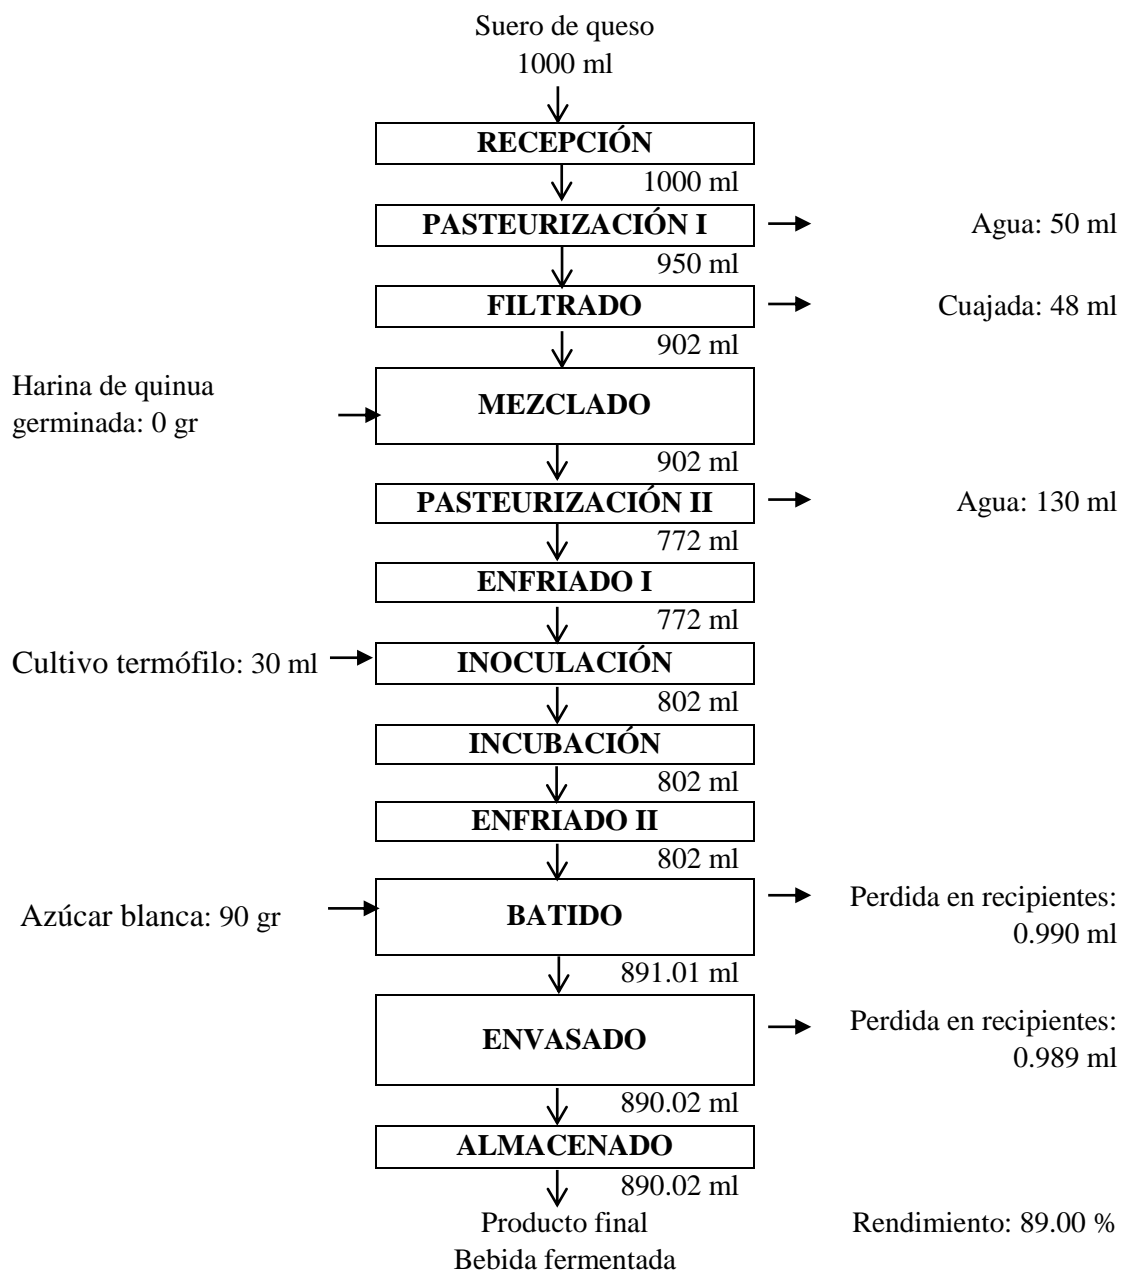 Suero de queso
1000 ml
RECEPCIÓN
1000 ml
PASTEURIZACIÓN I
Agua: 50 ml
950 ml
FILTRADO
Cuajada: 48 ml
902 ml
Harina de quinua
germinada: 0 gr
MEZCLADO
902 ml
PASTEURIZACIÓN II
Agua: 130 ml
772 ml
ENFRIADO I
772 ml
Cultivo termófilo: 30 ml
INOCULACIÓN
802 ml
INCUBACIÓN
802 ml
ENFRIADO II
802 ml
Azúcar blanca: 90 gr
BATIDO
Perdida en recipientes:
0.990 ml
891.01 ml
ENVASADO
Perdida en recipientes:
0.989 ml
890.02 ml
ALMACENADO
890.02 ml
Producto final
Bebida fermentada
Rendimiento: 89.00 %